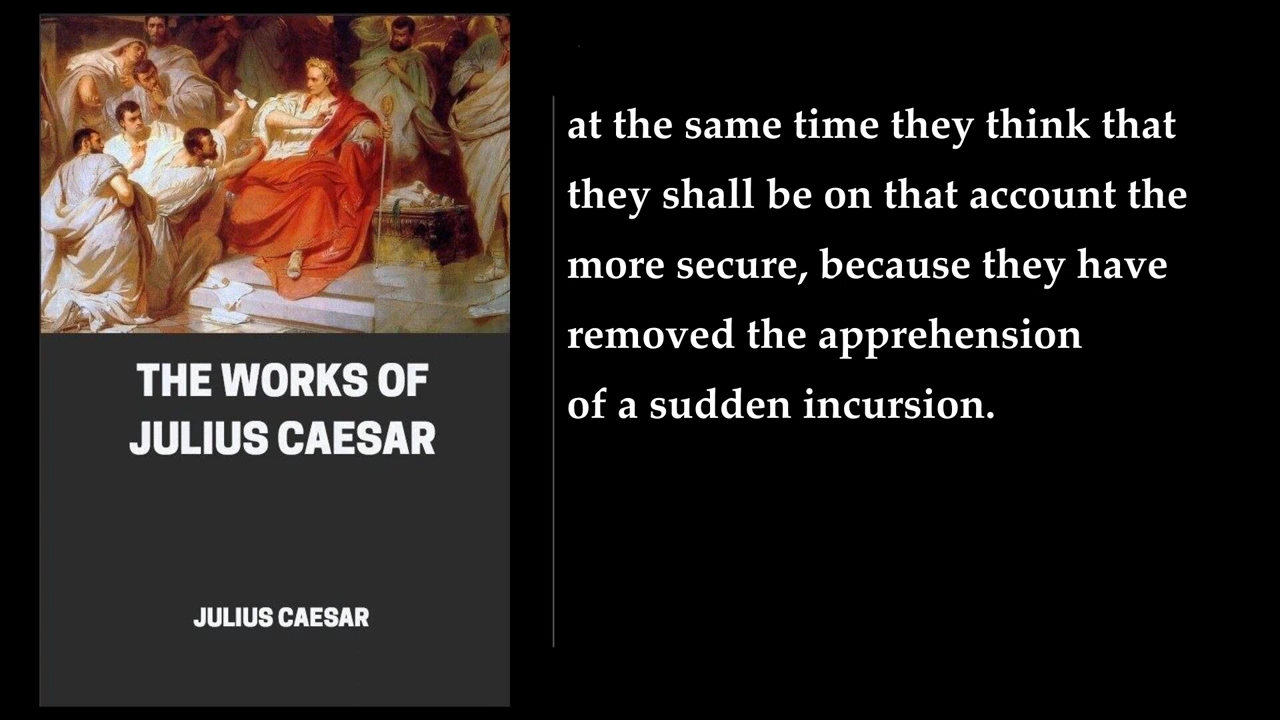 THE WORKS OF
JULIUS CAESAR
JULIUS CAESAR
at the same time they think that
they shall be on that account the
more secure, because they have
removed the apprehension
of a sudden incursion.